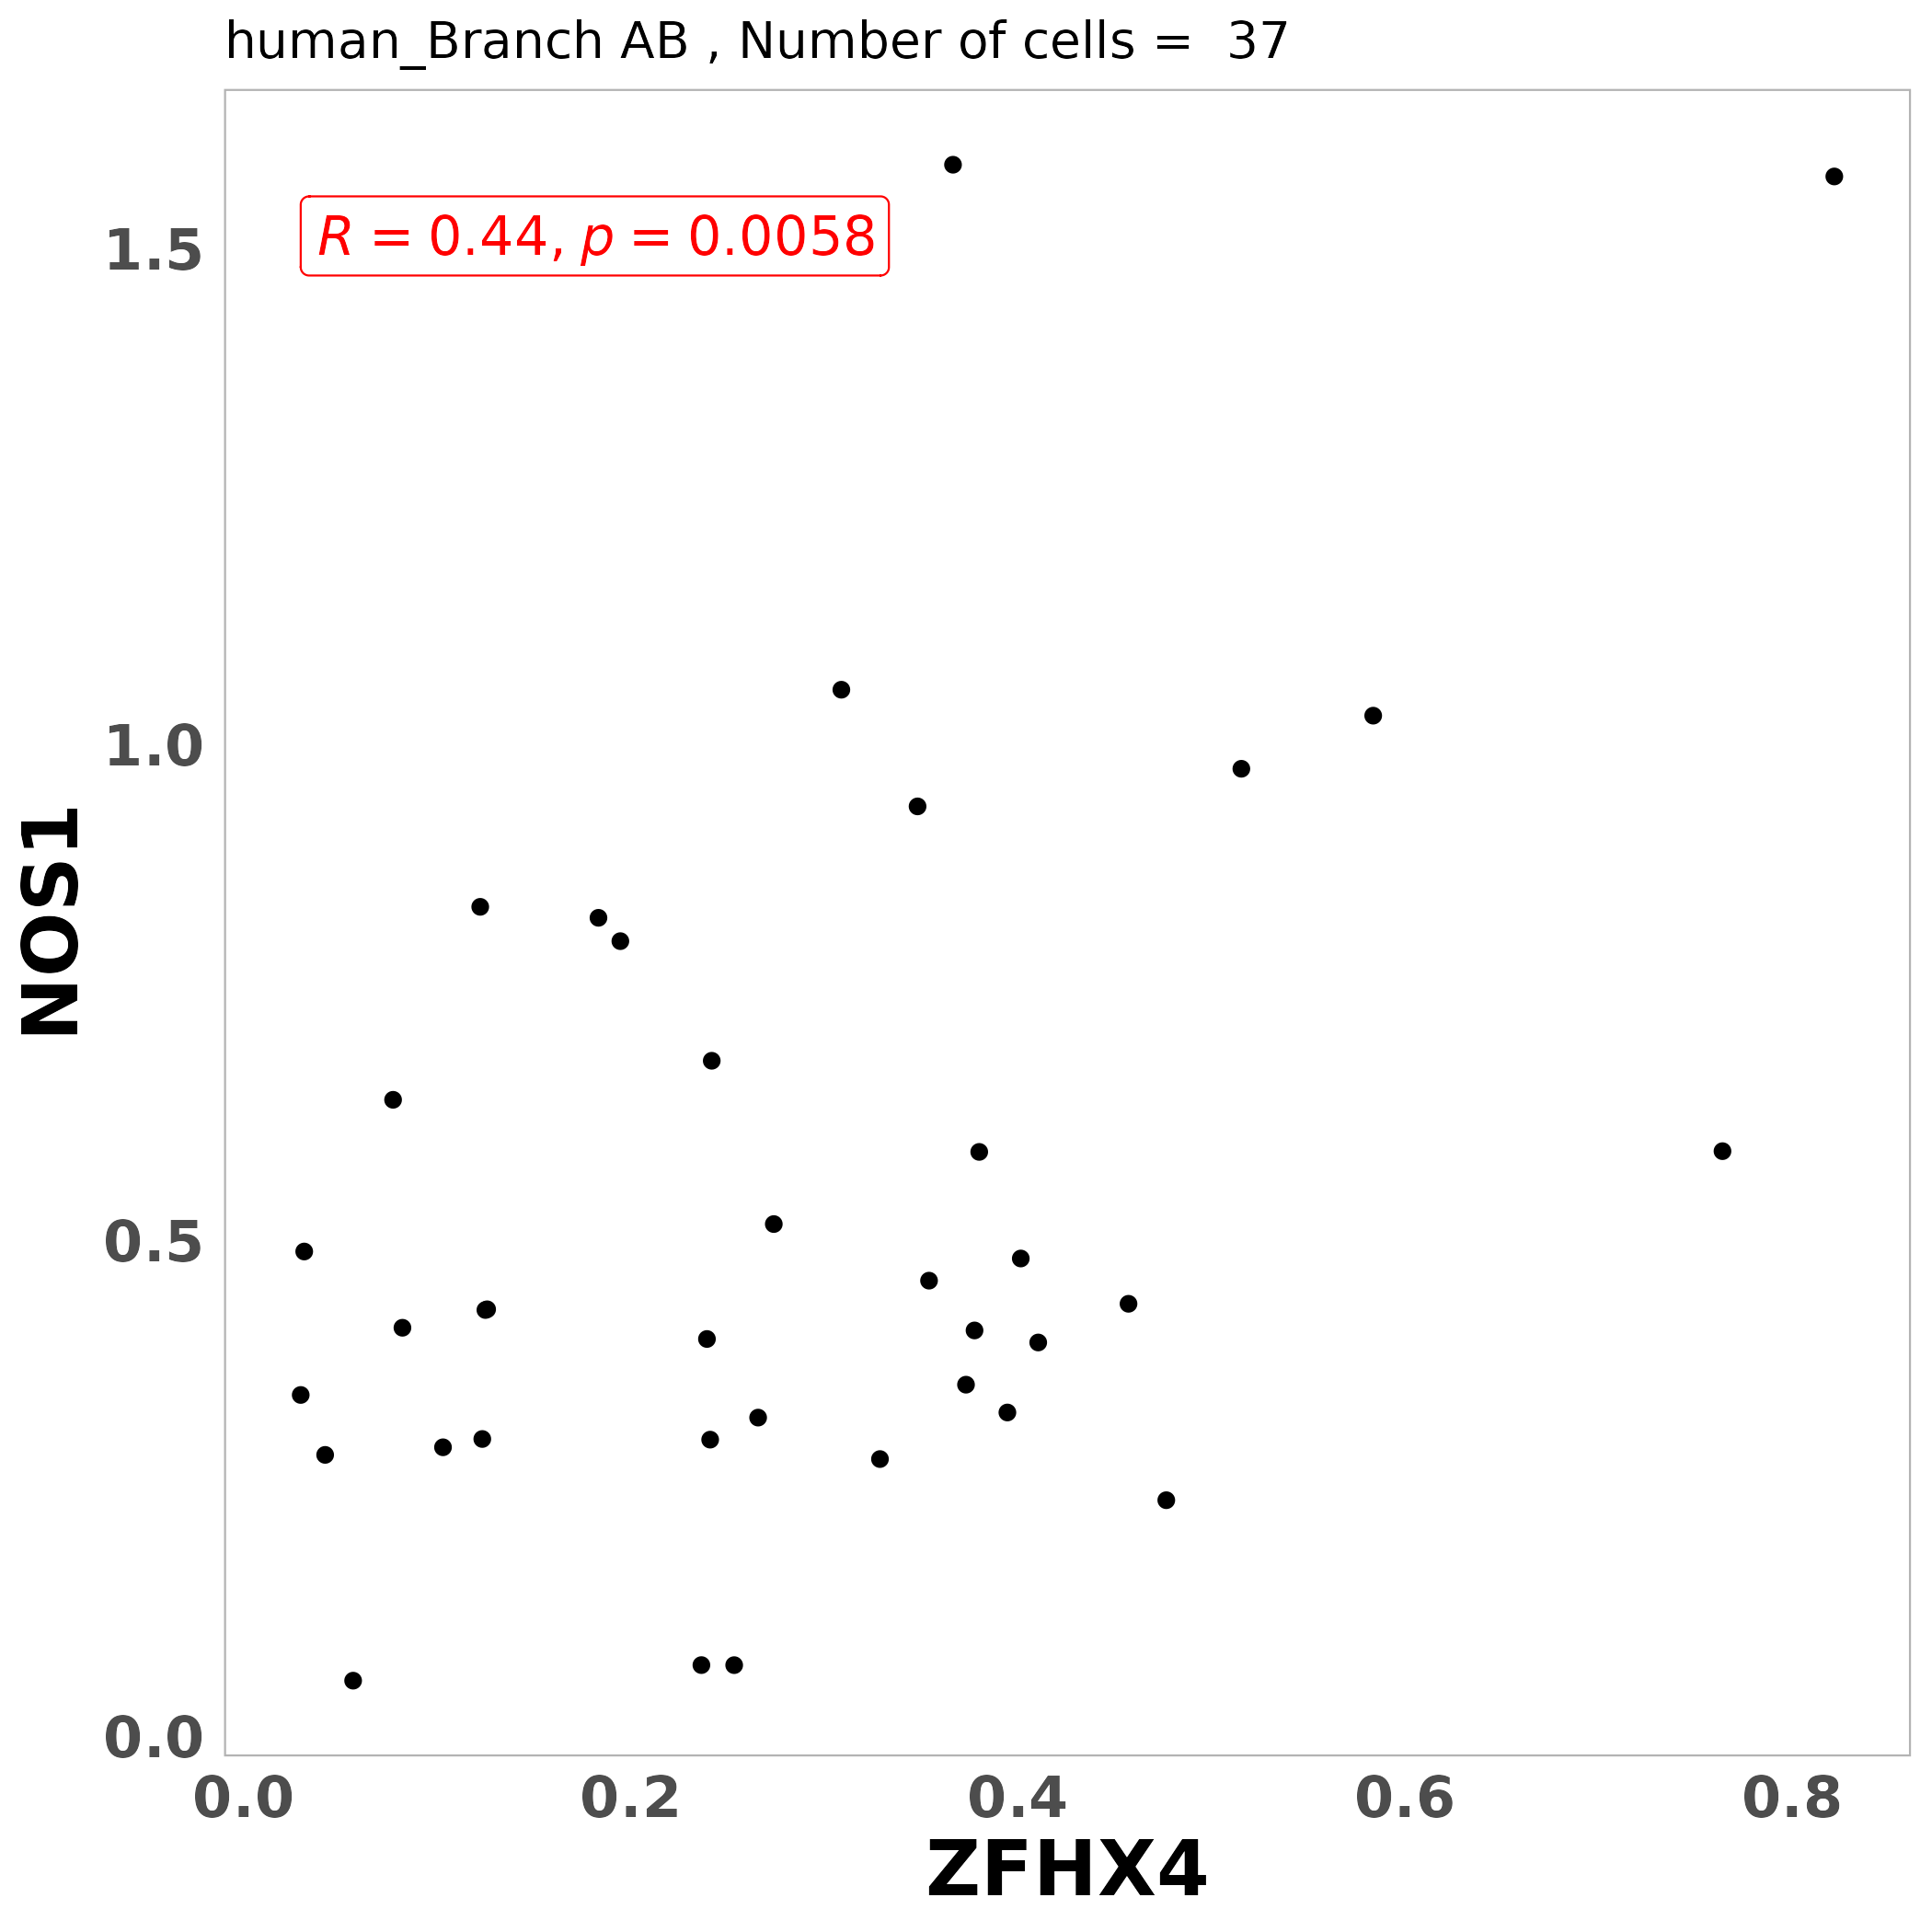 human_Branch AB , Number of cells =  37
R = 0.44, p = 0.0058
1.5
1.0
0.5
0.0
NOS1
0.0 0.2 0.4 0.6 0.8
ZFHX4